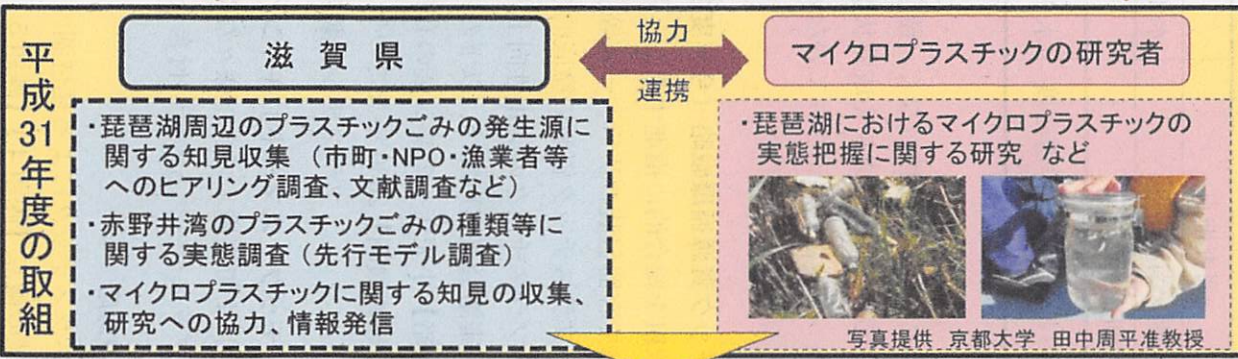 平成31年度の取組
滋賀県
協力
連携
マイクロプラスチックの研究者
・琵琶湖周辺のプラスチックごみの発生源に
関する知見収集 （市町・NPO・漁業者等
へのヒアリング調査、文献調査など）
・赤野井湾のプラスチックごみの種類等に
関する実態調査（先行モデル調査）
・マイクロプラスチックに関する知見の収集、
研究への協力、情報発信
・琵琶湖におけるマイクロプラスチックの
実態把握に関する研究 など
写真提供 京都大学 田中周平准教授